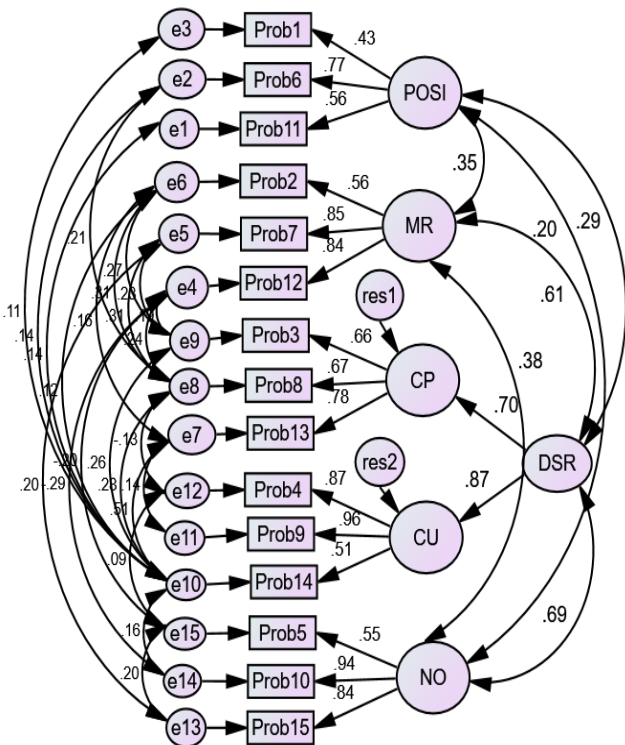 e3 Prob1 .43
e2 Prob6 .77 POSI
e1 Prob11 .56
.35
e6 Prob2 .56
.21 e5 Prob7 .85 MR .20 .29
.27
e4 Prob12 .84
res1 .61
.11 .16 .31 .24
.14 e9 Prob3 .66
.14 .38
e8 Prob8 .67 CP
.12 .70
e7 Prob13 .78
-.13
res2
.26 DSR
.20 -.29 .14 e12 Prob4 .87 .87
.51 e11 Prob9 .96 CU
.09 e10 Prob14 .51
.69
.16 e15 Prob5 .55
e14 Prob10 .94 NO
.20
e13 Prob15 .84